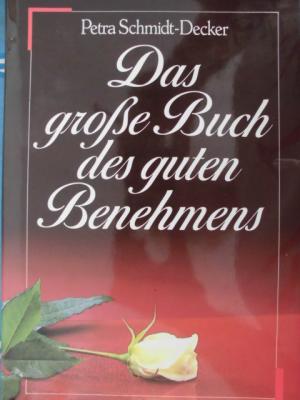 Petra Schmidt-Decker
Das
große Buch
des guten
Benehmens